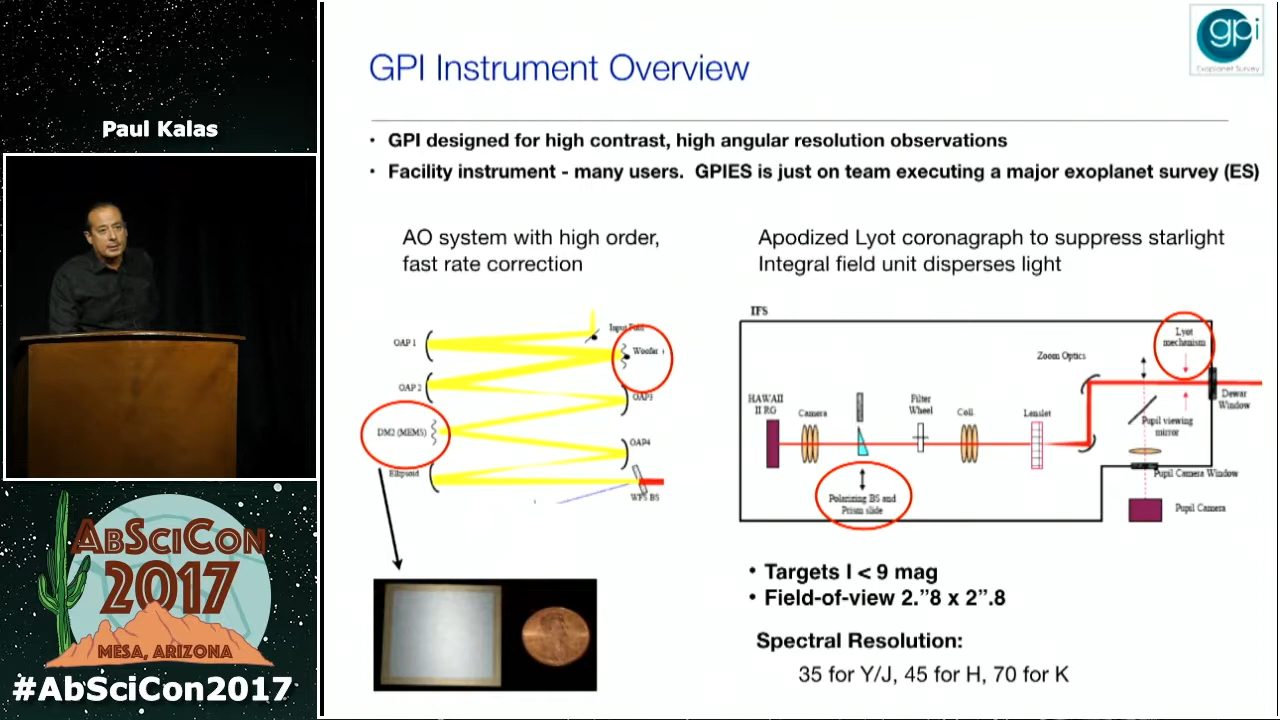 Paul Kalas
ABSCICON
2017
MESA, ARIZONA
#AbSciCon2017
GPI Instrument Overview
gpi
Exoplanet Survey
• GPI designed for high contrast, high angular resolution observations
• Facility instrument - many users. GPIES is just on team executing a major exoplanet survey (ES)
AO system with high order,
fast rate correction
OAP 1
Input Fold
Woofer
OAP 2
OAP3
DM2 (MEMS)
OAP4
Ellipsoid
WFS BS
Apodized Lyot coronagraph to suppress starlight
Integral field unit disperses light
IFS
Lyot
mechanism
Zoom Optics
HAWAII
II RG
Camera
Filter
Wheel
Coll.
Lenslet
Dewar
Window
Pupil viewing
mirror
Polarizing BS and
Prism slide
Pupil Camera Window
Pupil Camera
• Targets I < 9 mag
• Field-of-view 2.”8 x 2”.8
Spectral Resolution:
35 for Y/J, 45 for H, 70 for K